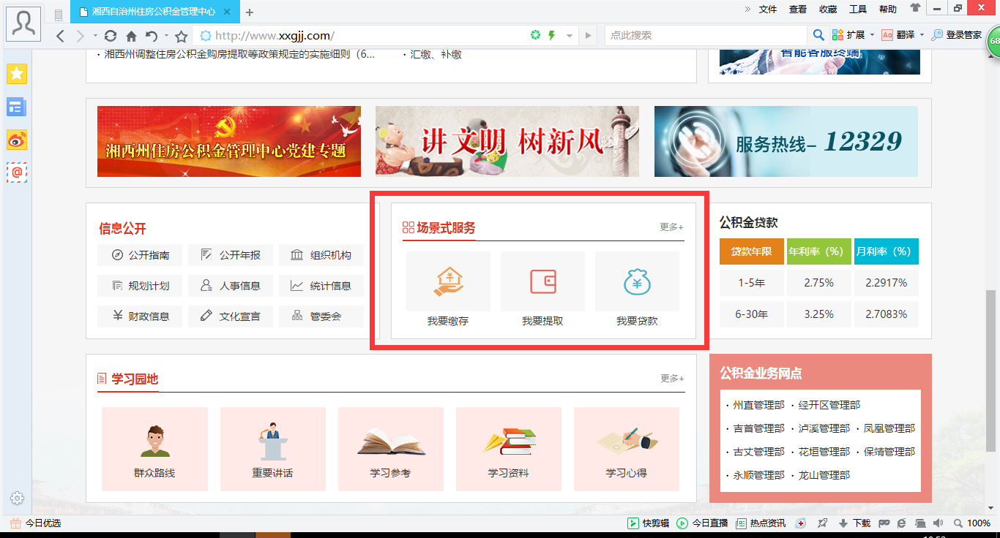 湘西自治州住房公积金管理中心
文件 查看 收藏 工具 帮助
http://www.xxgjj.com/
点此搜索
扩展 翻译 登录管家
68
· 湘西州调整住房公积金购房提取等政策规定的实施细则（6...
· 汇缴、补缴
智能客服终端
湘西州住房公积金管理中心党建专题
讲文明 树新风
服务热线– 12329
信息公开
公开指南 公开年报 组织机构
规划计划 人事信息 统计信息
财政信息 文化宣言 管委会
场景式服务 更多+
我要缴存 我要提取 我要贷款
公积金贷款
贷款年限 年利率（%） 月利率（%）
1-5年 2.75% 2.2917%
6-30年 3.25% 2.7083%
学习园地 更多+
群众路线 重要讲话 学习参考 学习资料 学习心得
公积金业务网点
· 州直管理部 · 经开区管理部
· 吉首管理部 · 泸溪管理部 · 凤凰管理部
· 古丈管理部 · 花垣管理部 · 保靖管理部
· 永顺管理部 · 龙山管理部
今日优选
快剪辑 今日直播 热点资讯 下载 100%